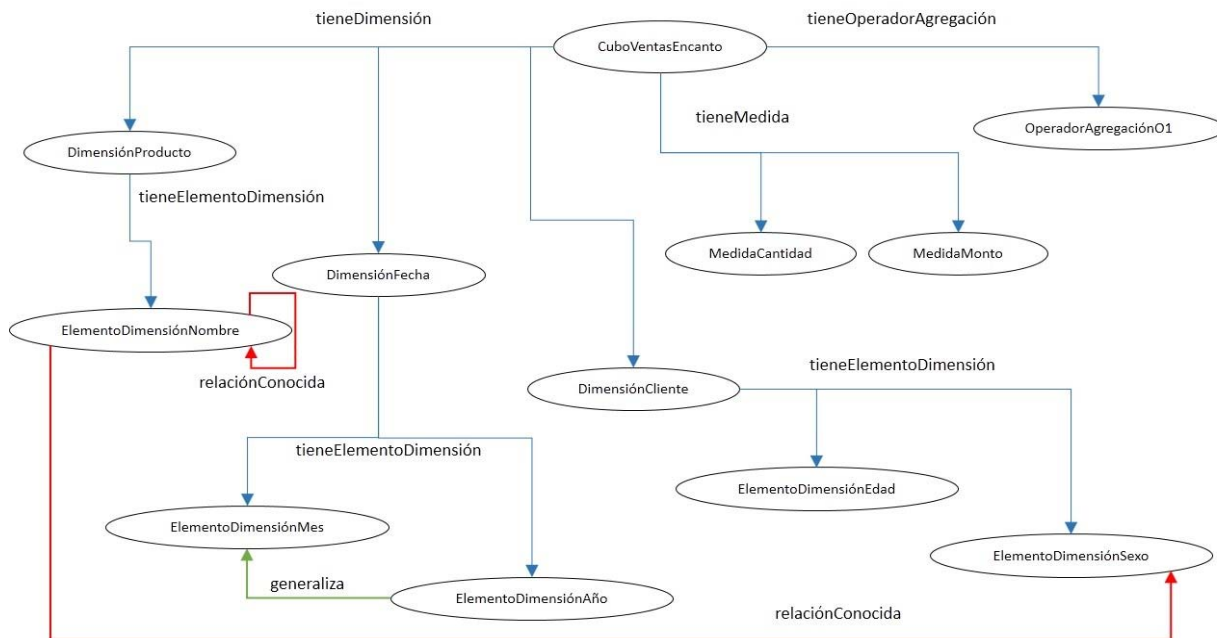 tieneDimensión
tieneOperadorAgregación
CuboVentasEncanto
tieneMedida
OperadorAgregaciónO1
DimensiónProducto
tieneElementoDimensión
MedidaCantidad
MedidaMonto
DimensiónFecha
ElementoDimensiónNombre
relaciónConocida
tieneElementoDimensión
DimensiónCliente
tieneElementoDimensión
ElementoDimensiónEdad
ElementoDimensiónMes
ElementoDimensiónSexo
generaliza
ElementoDimensiónAño
relaciónConocida